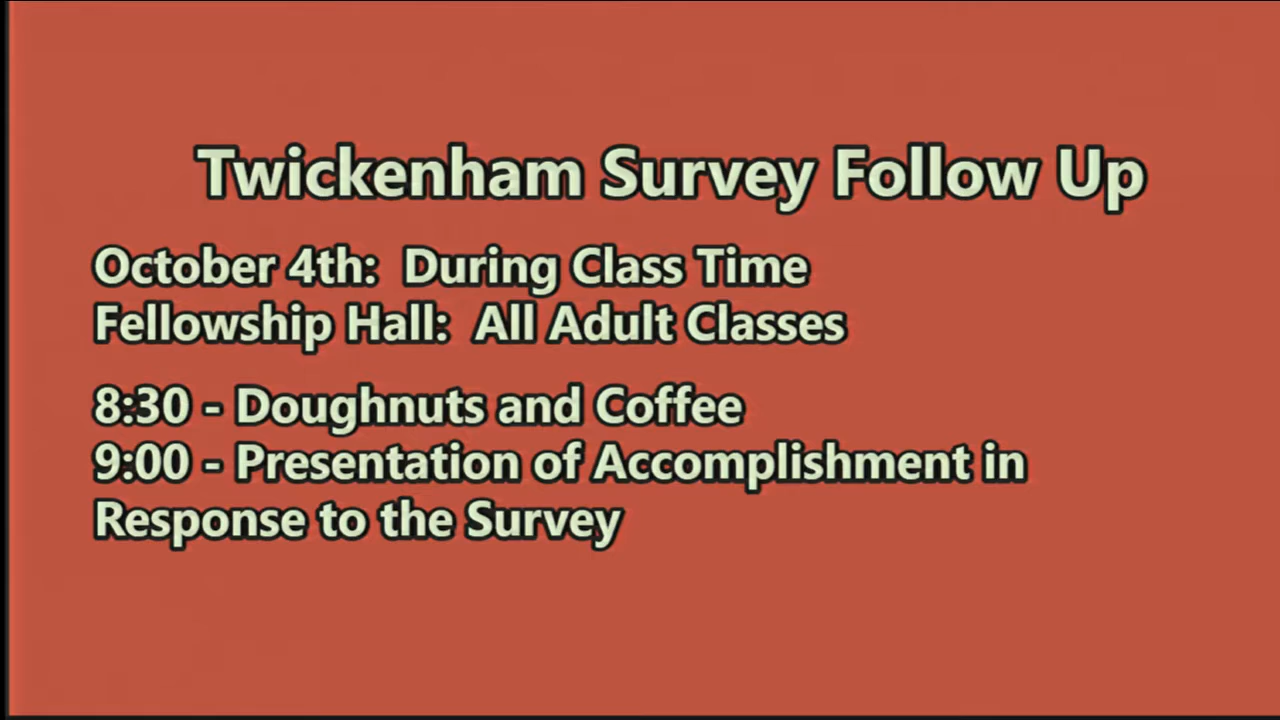 Twickenham Survey Follow Up
October 4th:  During Class Time
Fellowship Hall:  All Adult Classes
8:30 - Doughnuts and Coffee
9:00 - Presentation of Accomplishment in
Response to the Survey